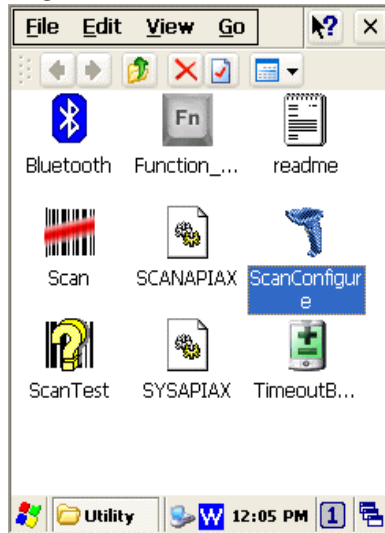 File Edit View Go ?
Fn
Bluetooth Function_... readme
Scan SCANAPIAX ScanConfigur
e
ScanTest SYSAPIAX TimeoutB...
Utility W 12:05 PM 1